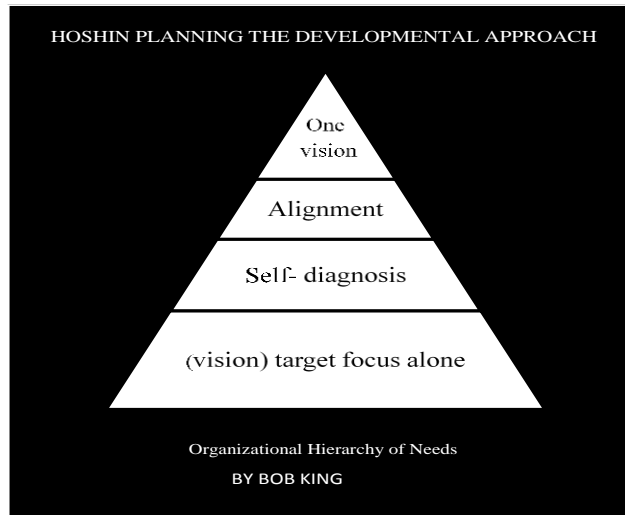 HOSHIN PLANNING THE DEVELOPMENTAL APPROACH
One
vision
Alignment
Self- diagnosis
(vision) target focus alone
Organizational Hierarchy of Needs
BY BOB KING